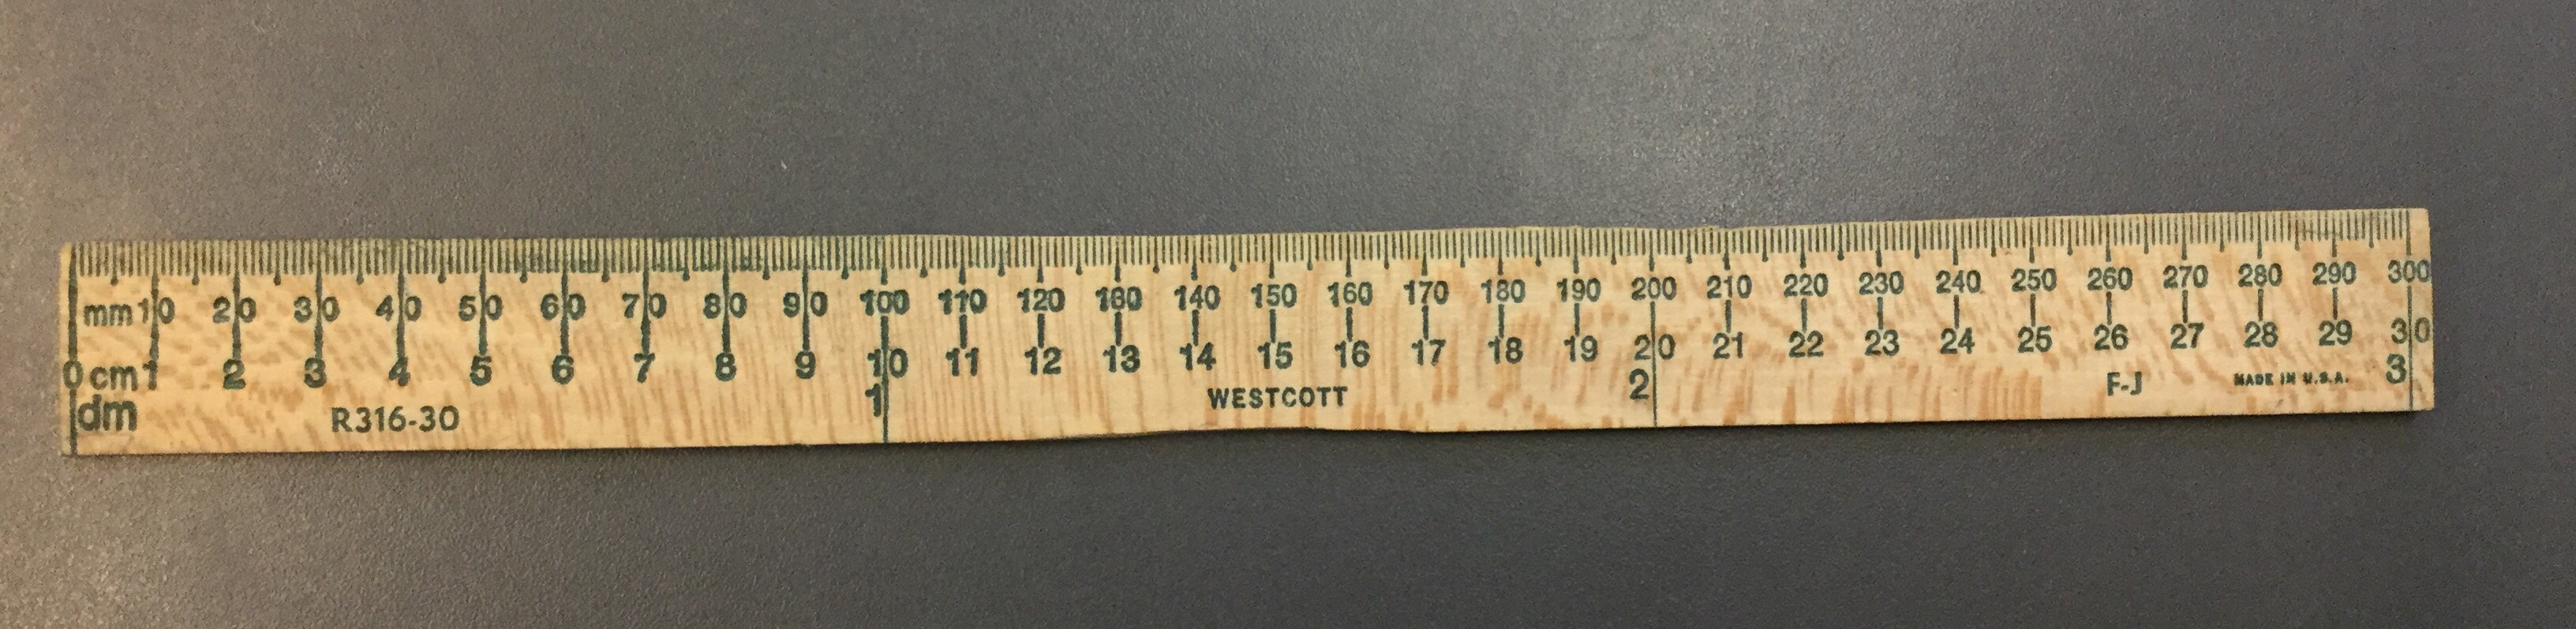 mm 10 20 30 40 50 60 70 80 90 100 110 120 130 140 150 160 170 180 190 200 210 220 230 240 250 260 270 280 290 300
0 cm 1 2 3 4 5 6 7 8 9 10 11 12 13 14 15 16 17 18 19 20 21 22 23 24 25 26 27 28 29 30
dm R316-30 1 WESTCOTT 2 F-J MADE IN U.S.A. 3